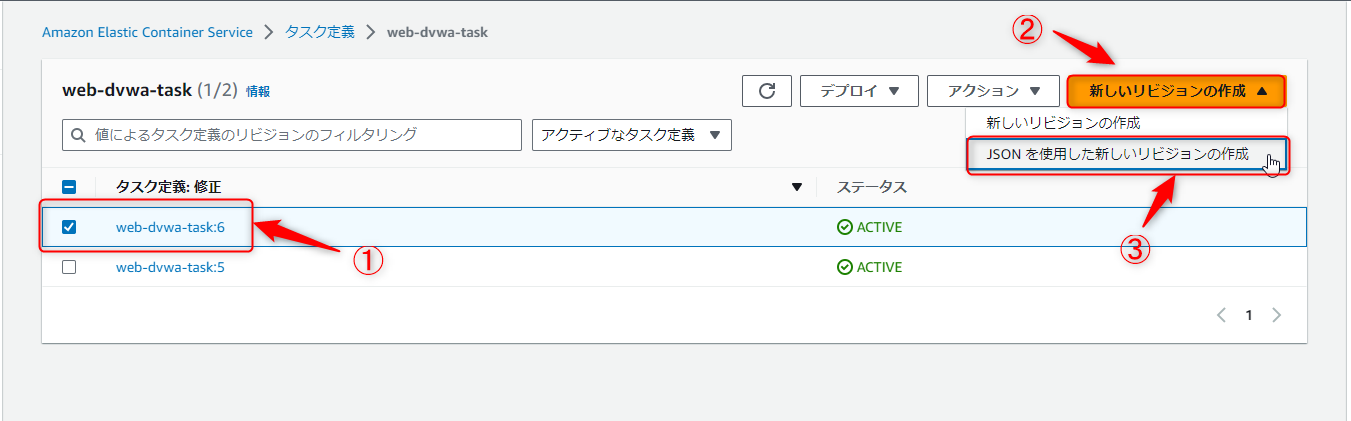 ②
Amazon Elastic Container Service > タスク定義 > web-dvwa-task
web-dvwa-task (1/2) 情報
デプロイ ▼ アクション ▼ 新しいリビジョンの作成 ▲
新しいリビジョンの作成
値によるタスク定義のリビジョンのフィルタリング アクティブなタスク定義 ▼
JSON を使用した新しいリビジョンの作成
タスク定義: 修正 ▼ ステータス
web-dvwa-task:6 ACTIVE
①
③
web-dvwa-task:5 ACTIVE
< 1 >